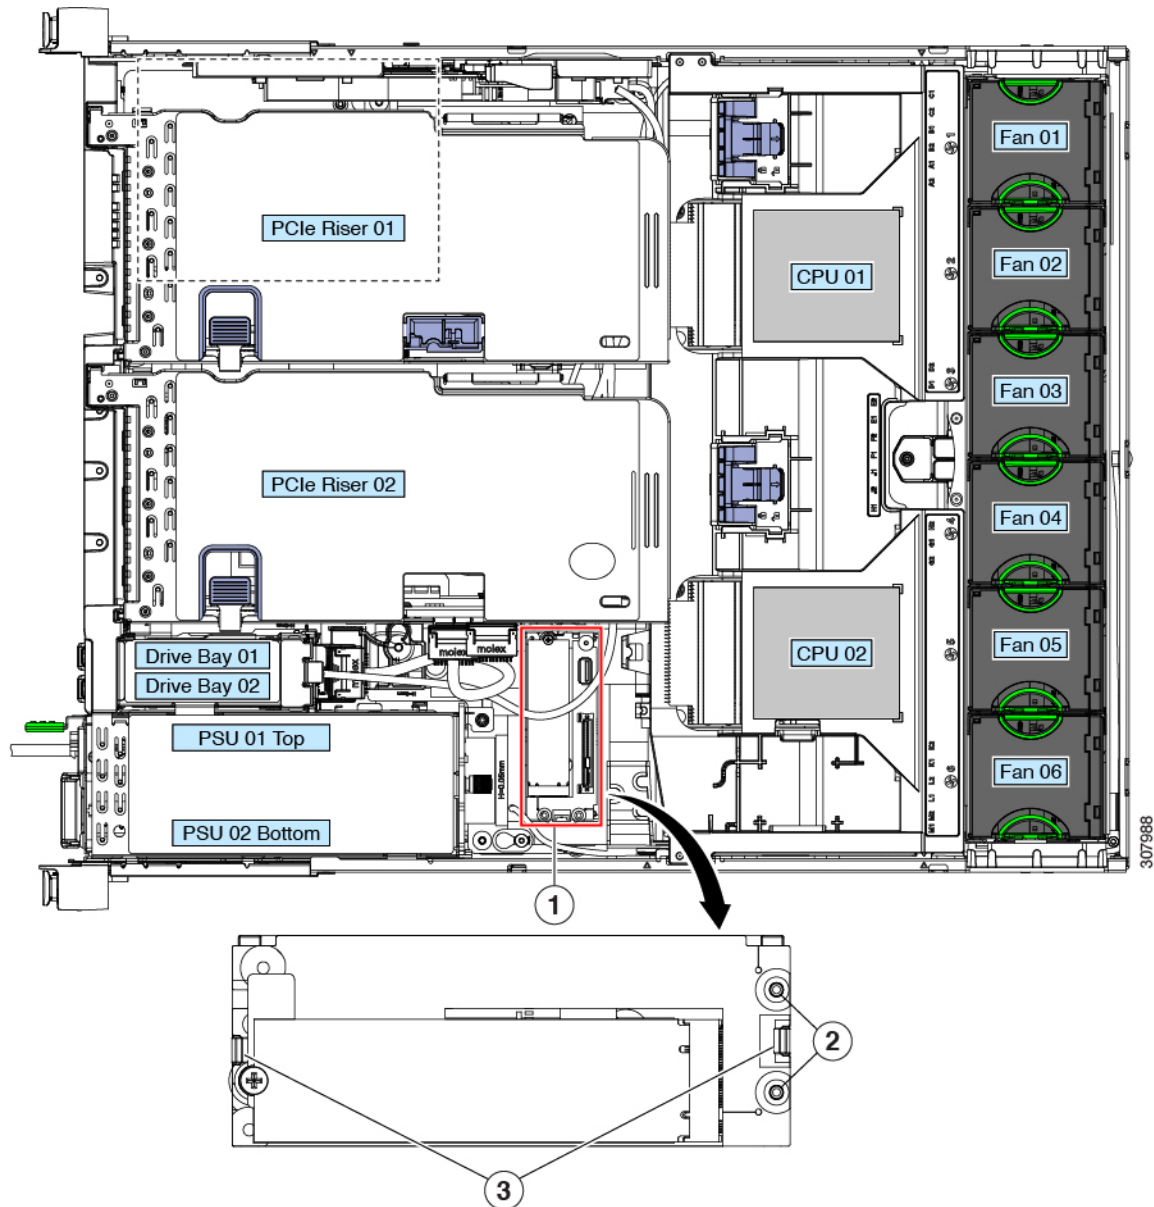 Fan 01
PCIe Riser 01
Fan 02
CPU 01
Fan 03
PCIe Riser 02
Fan 04
Drive Bay 01
molex
molex
CPU 02
Fan 05
Drive Bay 02
PSU 01 Top
Fan 06
PSU 02 Bottom
307988
1
2
3